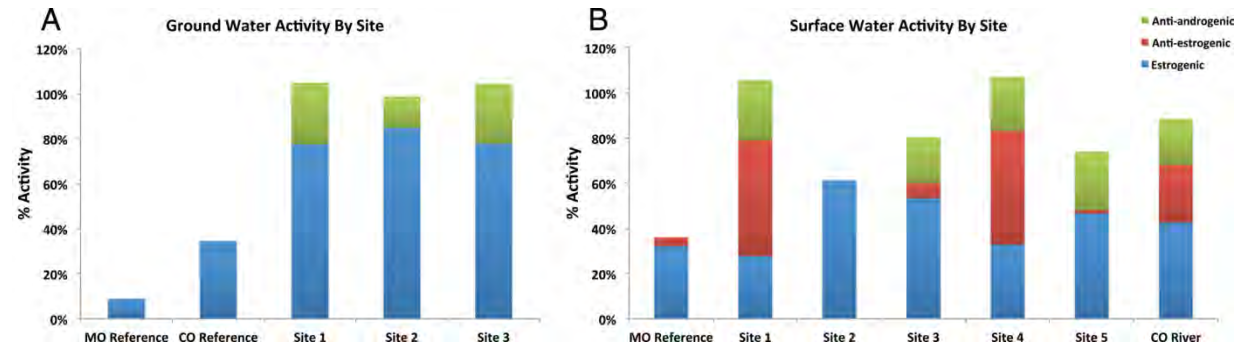 A
Ground Water Activity By Site
120%
100%
80%
60%
40%
20%
0%
% Activity
MO Reference CO Reference Site 1 Site 2 Site 3
B
Surface Water Activity By Site
Anti-androgenic
Anti-estrogenic
Estrogenic
120%
100%
80%
60%
40%
20%
0%
% Activity
MO Reference Site 1 Site 2 Site 3 Site 4 Site 5 CO River